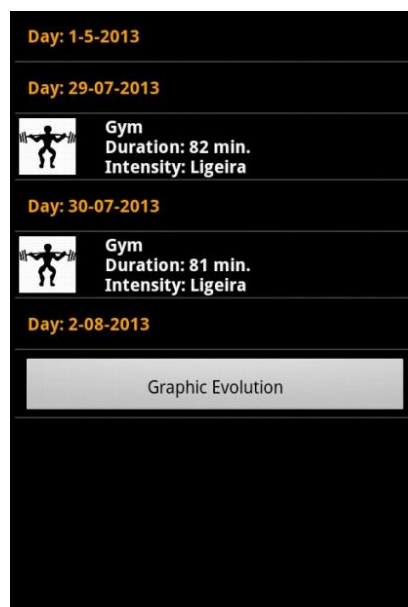 Day: 1-5-2013
Day: 29-07-2013
Gym
Duration: 82 min.
Intensity: Ligeira
Day: 30-07-2013
Gym
Duration: 81 min.
Intensity: Ligeira
Day: 2-08-2013
Graphic Evolution